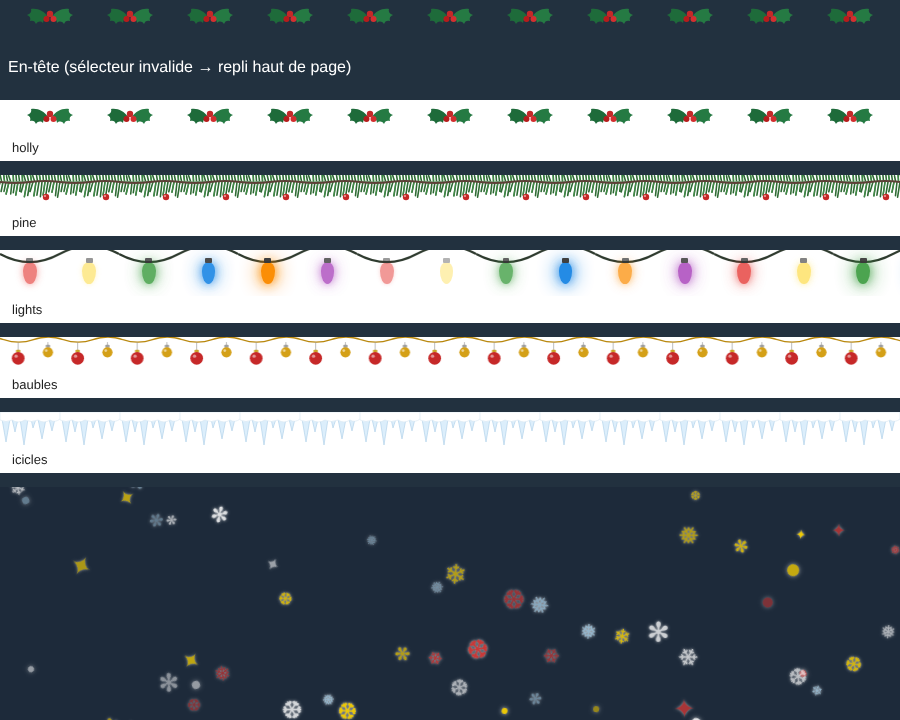 En-tête (sélecteur invalide → repli haut de page)
holly
pine
lights
baubles
icicles